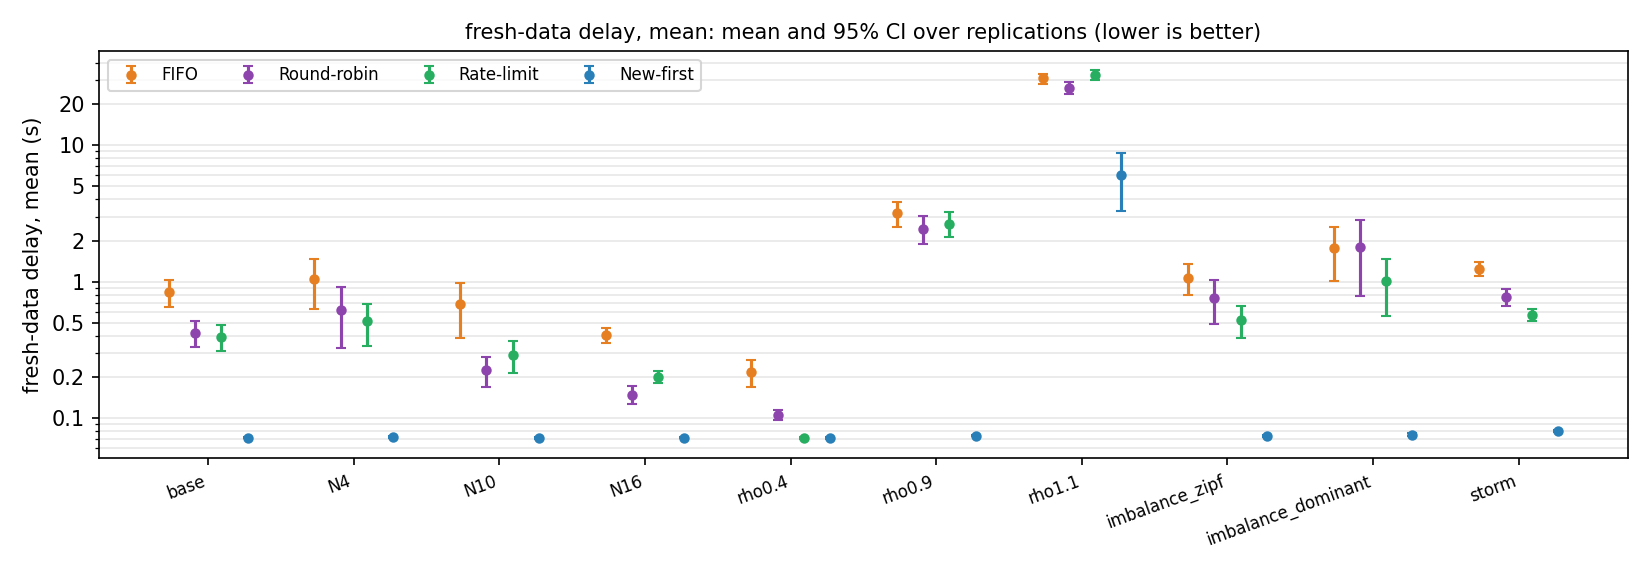 fresh-data delay, mean: mean and 95% CI over replications (lower is better)
FIFO Round-robin Rate-limit New-first
fresh-data delay, mean (s)
20
10
5
2
1
0.5
0.2
0.1
base N4 N10 N16 rho0.4 rho0.9 rho1.1 imbalance_zipf imbalance_dominant storm